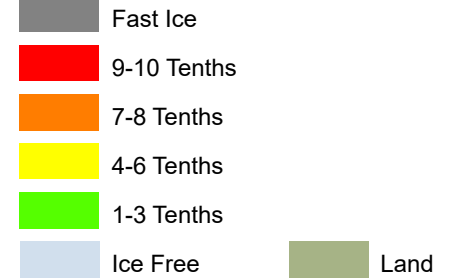 Fast Ice
9-10 Tenths
7-8 Tenths
4-6 Tenths
1-3 Tenths
Ice Free Land